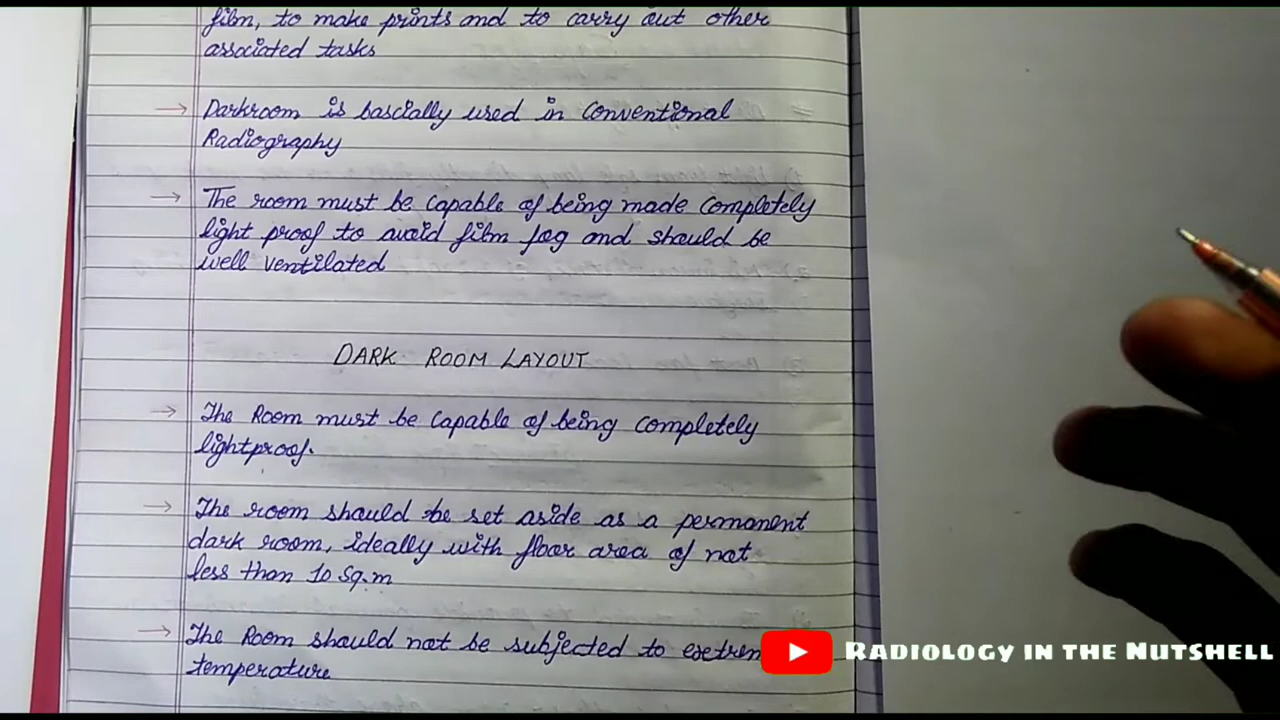 film, to make prints and to carry out other
associated tasks
→ Darkroom is bascially used in Conventional
Radiography
→ The room must be capable of being made completely
light proof to avoid film fog and should be
well ventilated
DARK ROOM LAYOUT
→ The Room must be capable of being completely
lightproof.
→ The room should be set aside as a permanent
dark room, ideally with floor area of not
less than 10 Sq.m
→ The Room should not be subjected to
temperature
Radiology in the Nutshell